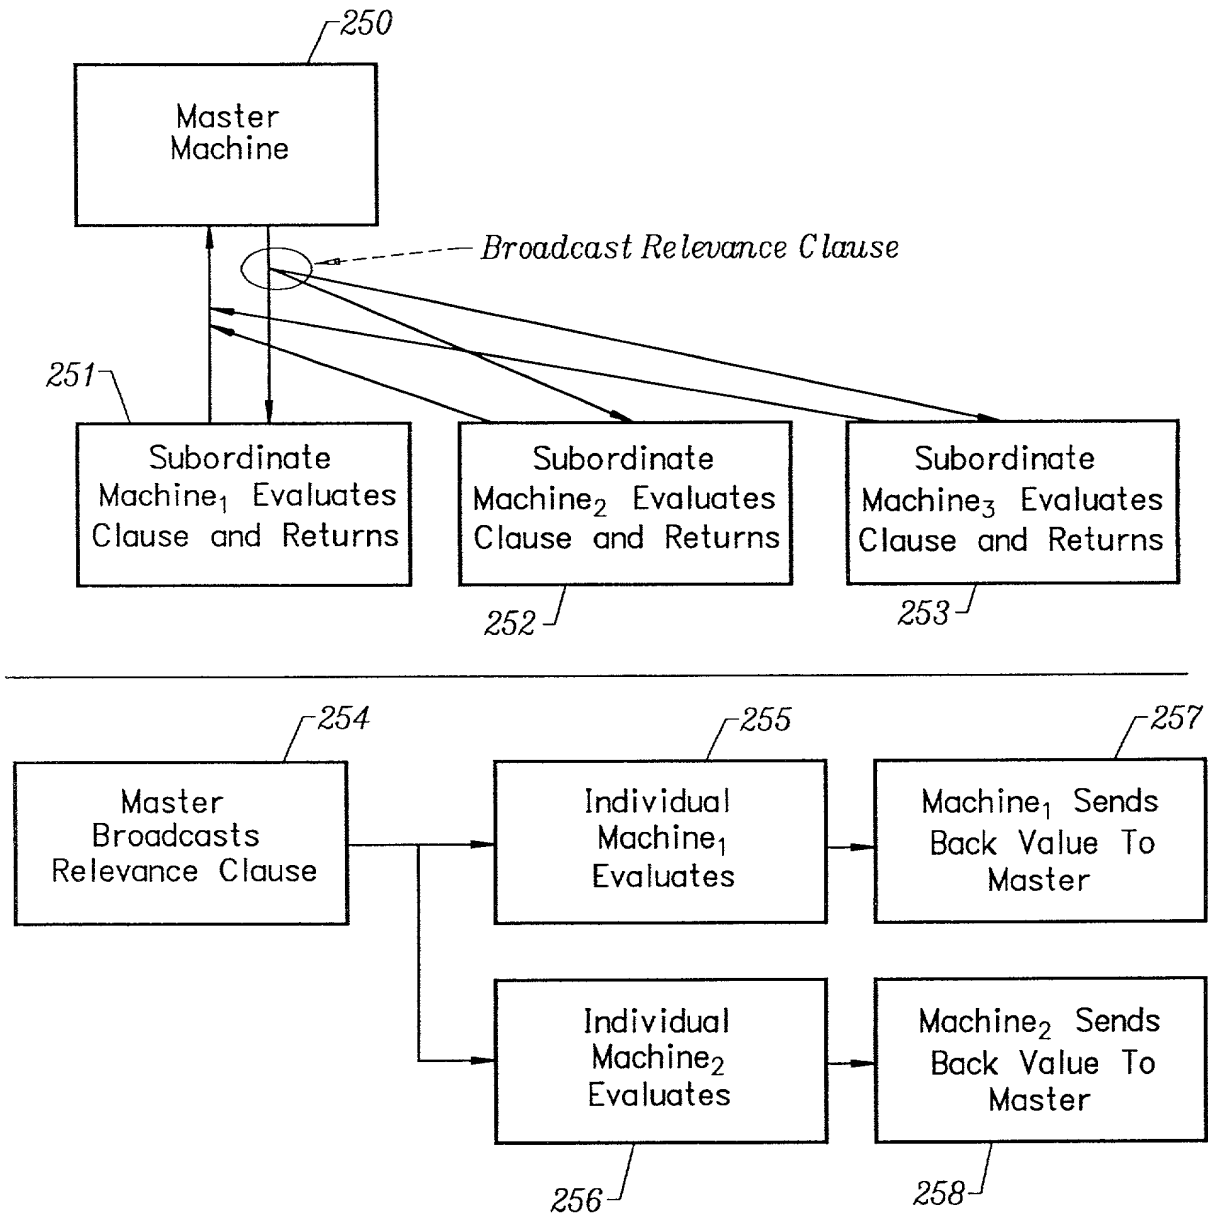 250
Master
Machine
Broadcast Relevance Clause
251
Subordinate
Machine₁ Evaluates
Clause and Returns
Subordinate
Machine₂ Evaluates
Clause and Returns
Subordinate
Machine₃ Evaluates
Clause and Returns
252
253
254
255
257
Master
Broadcasts
Relevance Clause
Individual
Machine₁
Evaluates
Machine₁ Sends
Back Value To
Master
Individual
Machine₂
Evaluates
Machine₂ Sends
Back Value To
Master
256
258